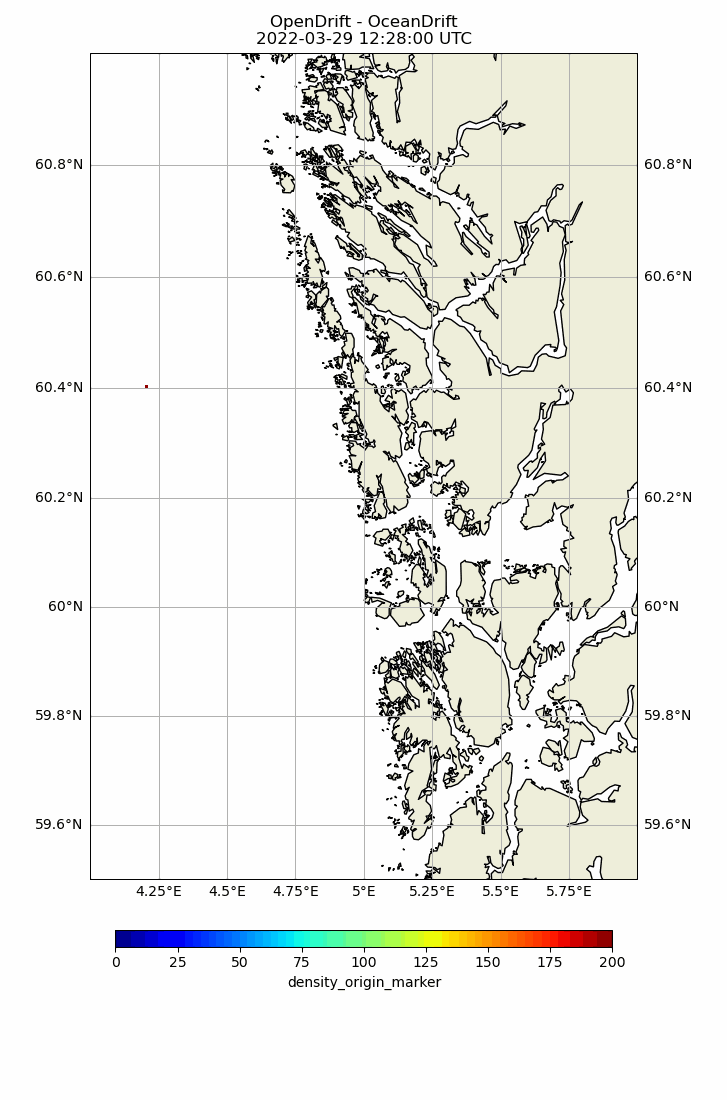 OpenDrift - OceanDrift
2022-03-29 12:28:00 UTC
60.8°N 60.8°N
60.6°N 60.6°N
60.4°N 60.4°N
60.2°N 60.2°N
60°N 60°N
59.8°N 59.8°N
59.6°N 59.6°N
4.25°E 4.5°E 4.75°E 5°E 5.25°E 5.5°E 5.75°E
0 25 50 75 100 125 150 175 200
density_origin_marker